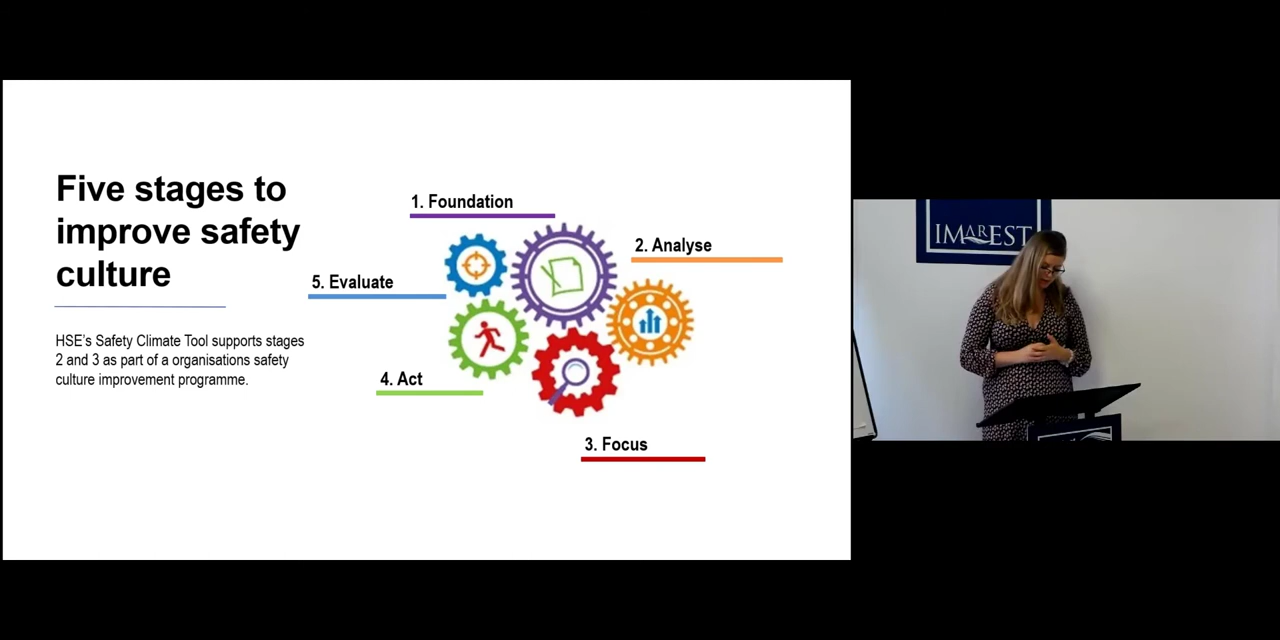 Five stages to
improve safety
culture
HSE's Safety Climate Tool supports stages
2 and 3 as part of a organisations safety
culture improvement programme.
1. Foundation
2. Analyse
3. Focus
4. Act
5. Evaluate
IMarEST